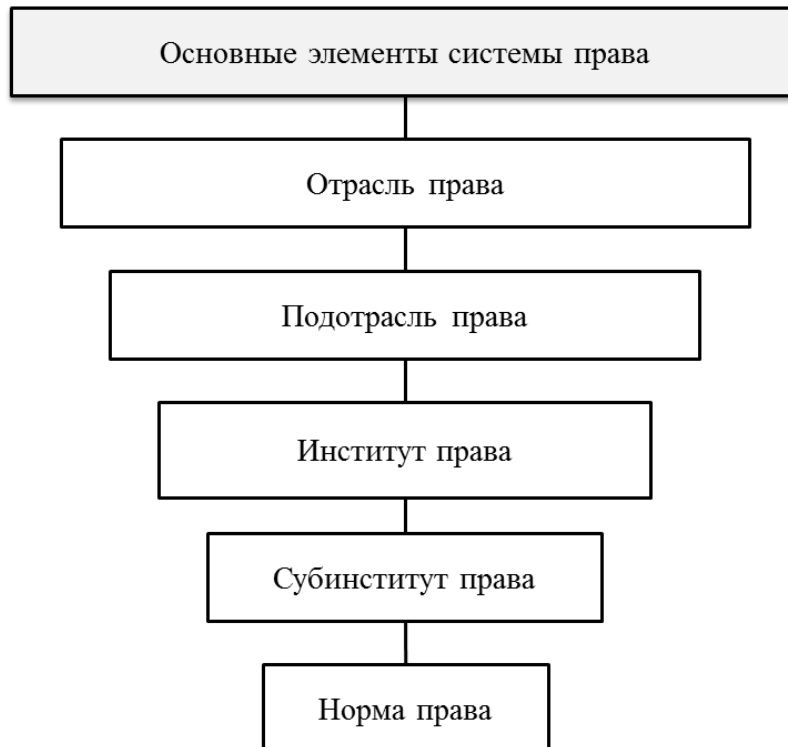 Основные элементы системы права
Отрасль права
Подотрасль права
Институт права
Субинститут права
Норма права